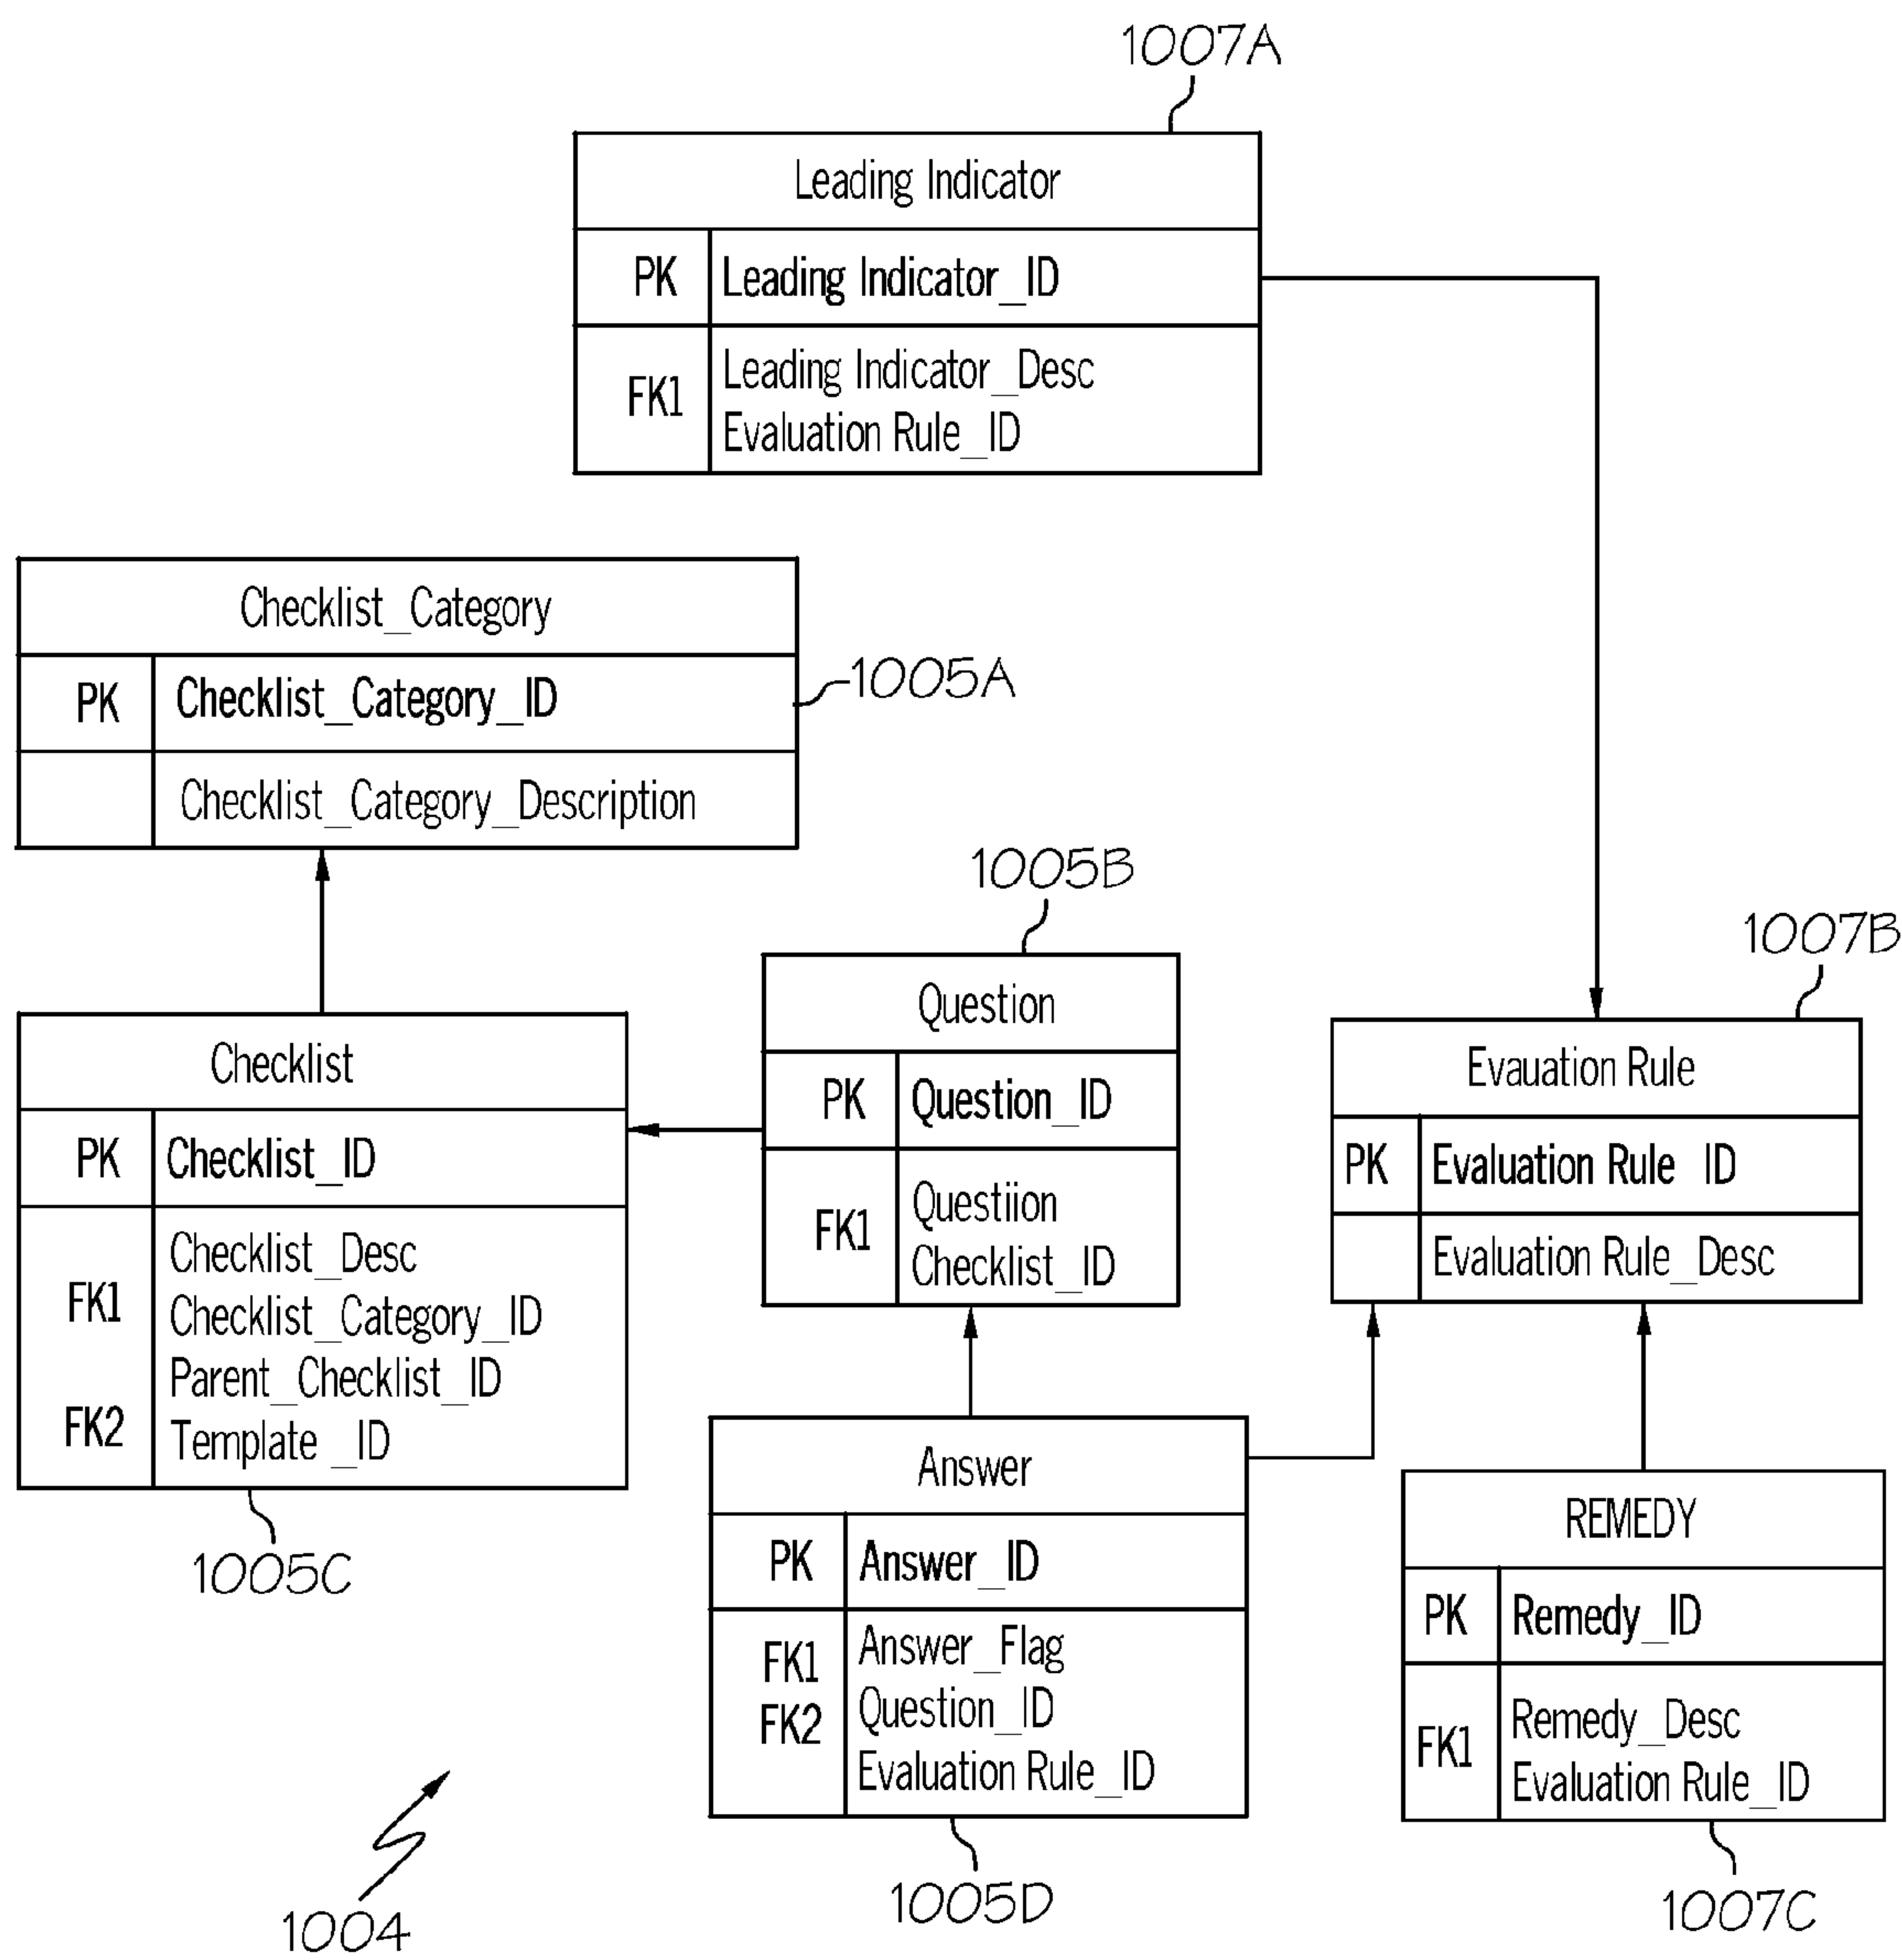 1007A
Leading Indicator
PK Leading Indicator_ID
Leading Indicator_Desc
FK1
Evaluation Rule_ID
Checklist_Category
PK Checklist_Category_ID
1005A
Checklist_Category_Description
1005B
Question
PK Question_ID
Questiion
FK1
Checklist_ID
1007B
Evauation Rule
PK Evaluation Rule ID
Evaluation Rule_Desc
Checklist
PK Checklist_ID
Checklist_Desc
FK1
Checklist_Category_ID
Parent_Checklist_ID
FK2
Template _ID
1005C
Answer
PK Answer_ID
Answer_Flag
FK1
Question_ID
FK2
Evaluation Rule_ID
1005D
REMEDY
PK Remedy_ID
Remedy_Desc
FK1
Evaluation Rule_ID
1007C
1004